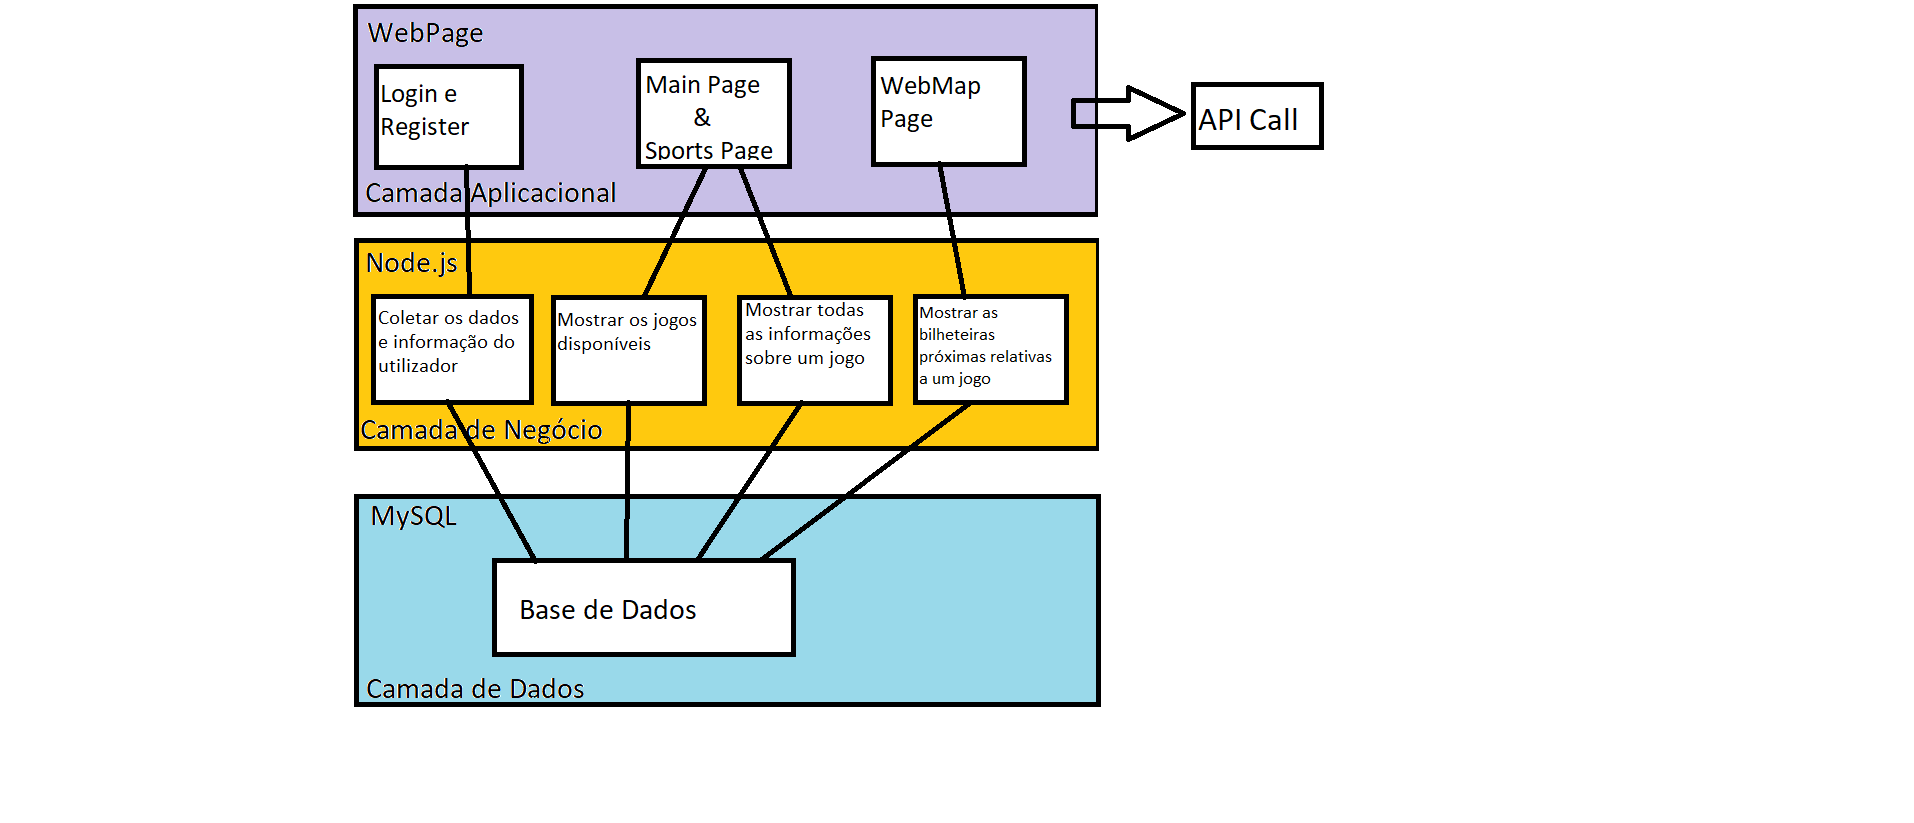 WebPage
Login e
Register
Main Page
&
Sports Page
WebMap
Page
API Call
Camada Aplicacional
Node.js
Coletar os dados
e informação do
utilizador
Mostrar os jogos
disponíveis
Mostrar todas
as informações
sobre um jogo
Mostrar as
bilheteiras
próximas relativas
a um jogo
Camada de Negócio
MySQL
Base de Dados
Camada de Dados